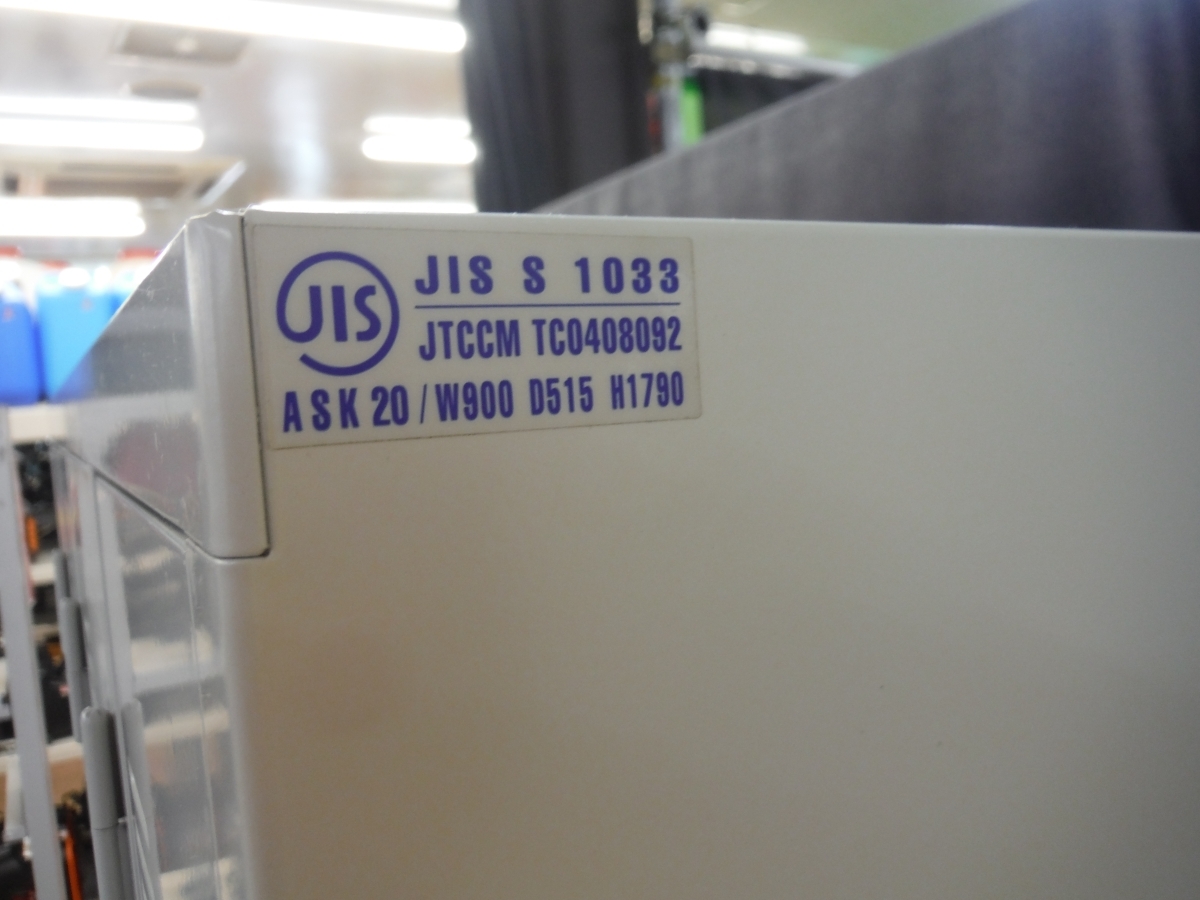 JIS
JIS S 1033
JTCCM TC0408092
ASK 20 / W900 D515 H1790